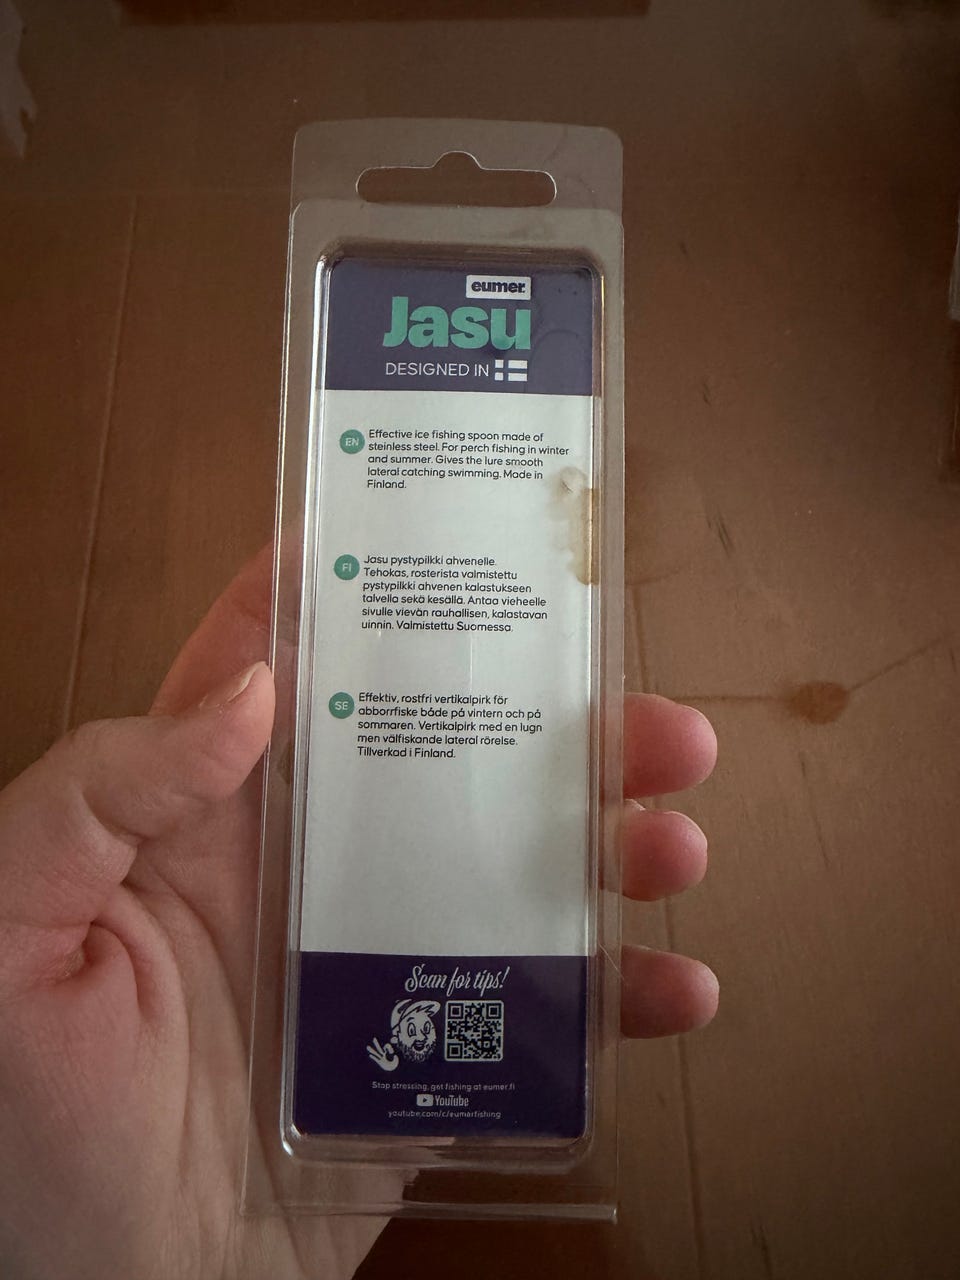 eumer.
Jasu
DESIGNED IN
EN
Effective ice fishing spoon made of
steinless steel. For perch fishing in winter
and summer. Gives the lure smooth
lateral catching swimming. Made in
Finland.
FI
Jasu pystypilkki ahvenelle.
Tehokas, rosterista valmistettu
pystypilkki ahvenen kalastukseen
talvella sekä kesällä. Antaa vieheelle
sivulle vievän rauhallisen, kalastavan
uinnin. Valmistettu Suomessa.
SE
Effektiv, rostfri vertikalpirk för
abborrfiske både på vintern och på
sommaren. Vertikalpirk med en lugn
men välfiskande lateral rörelse.
Tillverkad i Finland.
Scan for tips!
Stop stressing, get fishing at eumer.fi
YouTube
youtube.com/c/eumerfishing